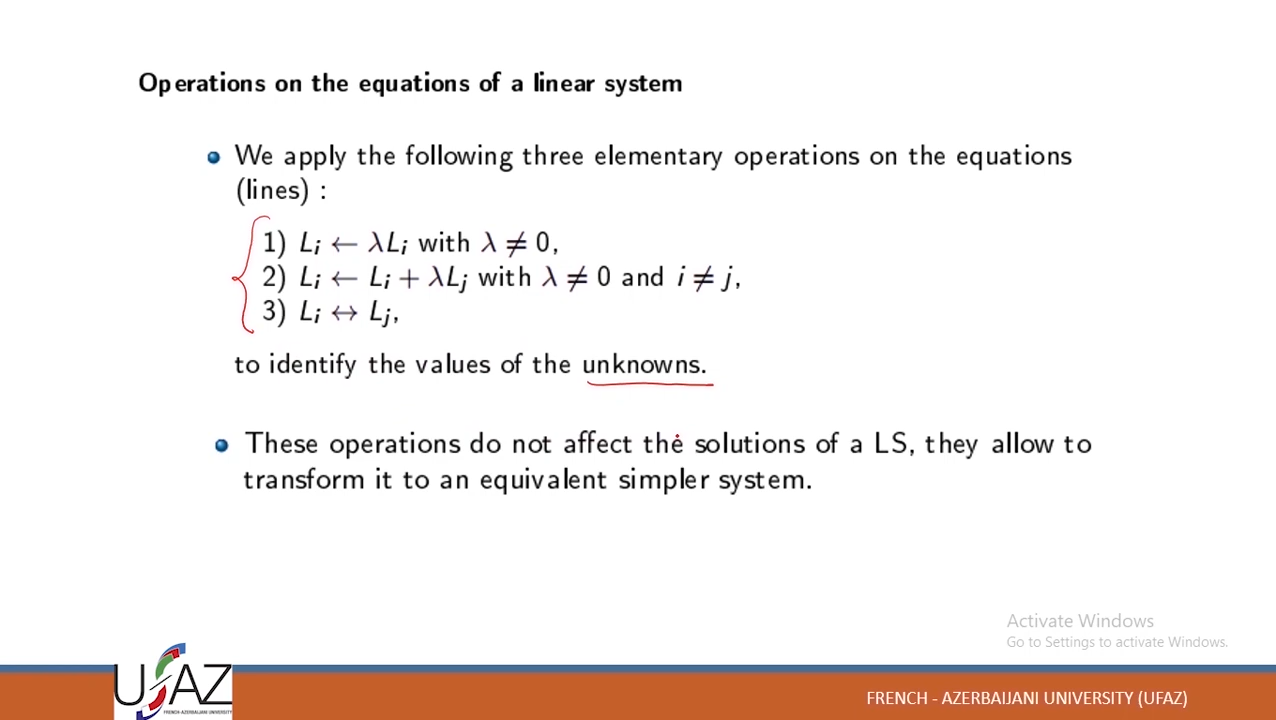 Operations on the equations of a linear system
We apply the following three elementary operations on the equations
(lines) :
1) Lᵢ ← λLᵢ with λ ≠ 0,
2) Lᵢ ← Lᵢ + λLⱼ with λ ≠ 0 and i ≠ j,
3) Lᵢ ↔ Lⱼ,
to identify the values of the unknowns.
These operations do not affect the solutions of a LS, they allow to
transform it to an equivalent simpler system.
Activate Windows
Go to Settings to activate Windows.
UFAZ
FRENCH-AZERBAIJANI UNIVERSITY
FRENCH - AZERBAIJANI UNIVERSITY (UFAZ)